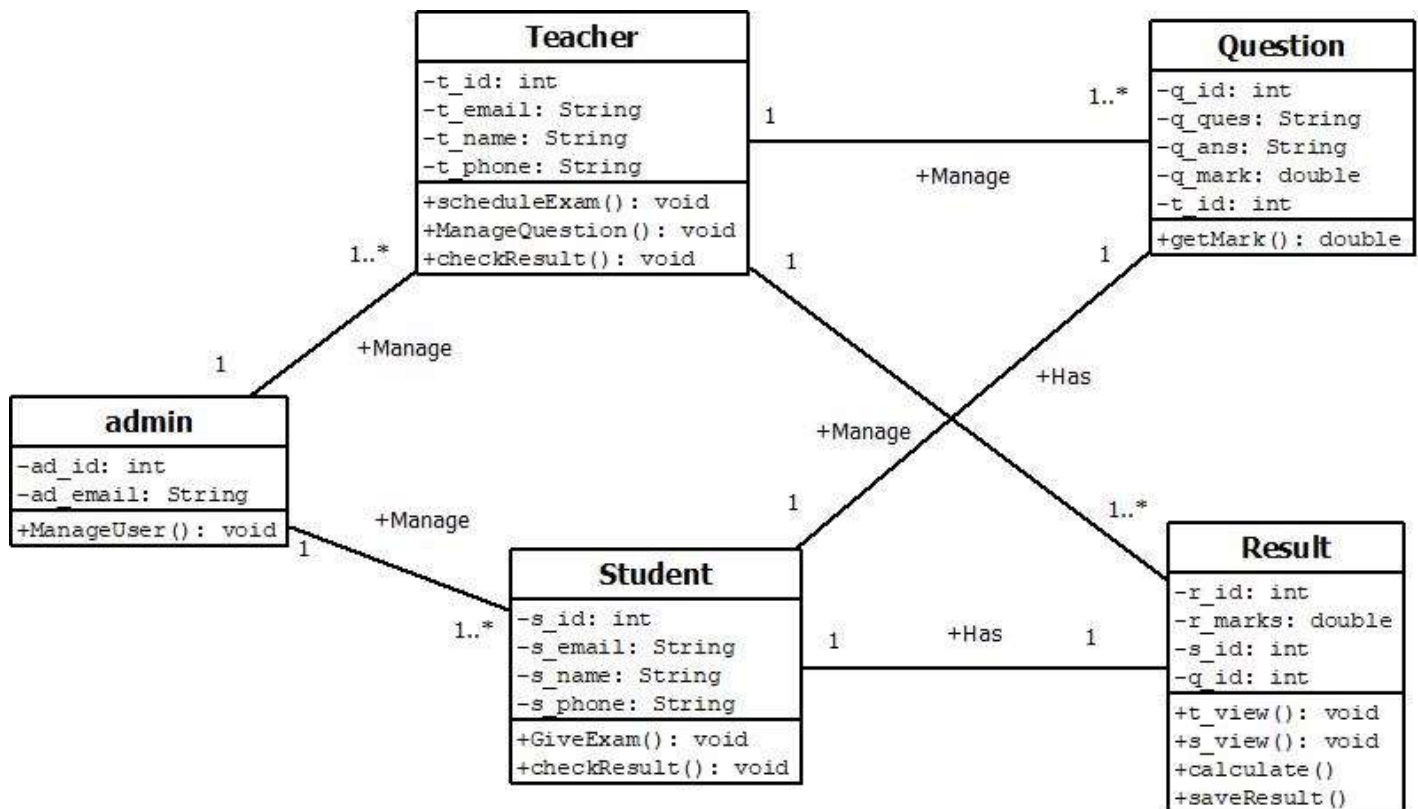 Teacher
-t_id: int
-t_email: String
-t_name: String
-t_phone: String
+scheduleExam(): void
+ManageQuestion(): void
+checkResult(): void
Question
-q_id: int
-q_ques: String
-q_ans: String
-q_mark: double
-t_id: int
+getMark(): double
1
1..*
+Manage
1..*
1
+Manage
1
1
+Has
+Manage
1
1..*
admin
-ad_id: int
-ad_email: String
+ManageUser(): void
1
+Manage
1..*
Student
-s_id: int
-s_email: String
-s_name: String
-s_phone: String
+GiveExam(): void
+checkResult(): void
1
+Has
1
Result
-r_id: int
-r_marks: double
-s_id: int
-q_id: int
+t_view(): void
+s_view(): void
+calculate()
+saveResult()